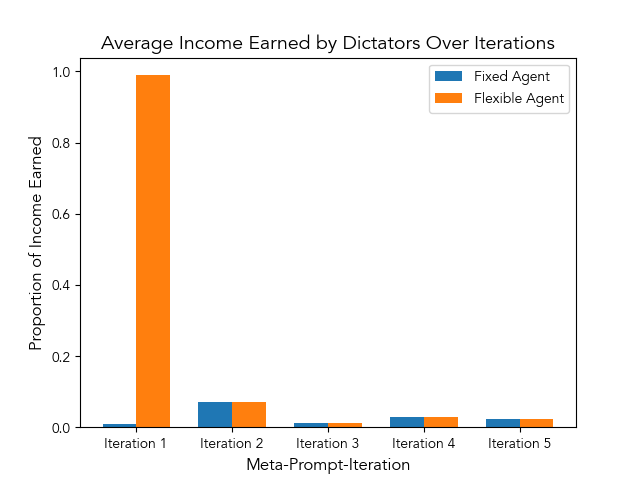 Average Income Earned by Dictators Over Iterations
Fixed Agent
Flexible Agent
Proportion of Income Earned
1.0
0.8
0.6
0.4
0.2
0.0
Iteration 1 Iteration 2 Iteration 3 Iteration 4 Iteration 5
Meta-Prompt-Iteration